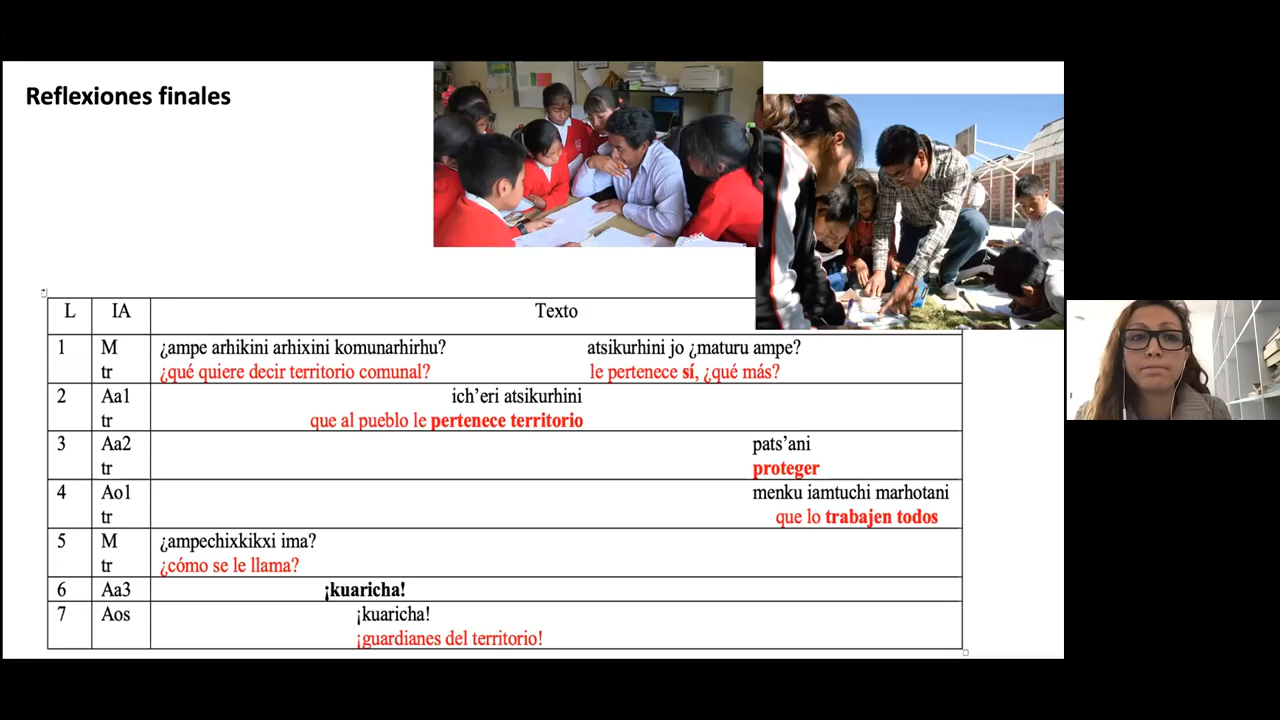 Reflexiones finales
L IA Texto
1 M ¿ampe arhikini arhixini komunarhirhu? atsikurhini jo ¿maturu ampe?
tr ¿qué quiere decir territorio comunal? le pertenece sí, ¿qué más?
2 Aa1 ich’eri atsikurhini
tr que al pueblo le pertenece territorio
3 Aa2 pats’ani
tr proteger
4 Ao1 menku iamtuchi marhotani
tr que lo trabajen todos
5 M ¿ampechixkikxi ima?
tr ¿cómo se le llama?
6 Aa3 ¡kuaricha!
7 Aos ¡kuaricha!
¡guardianes del territorio!